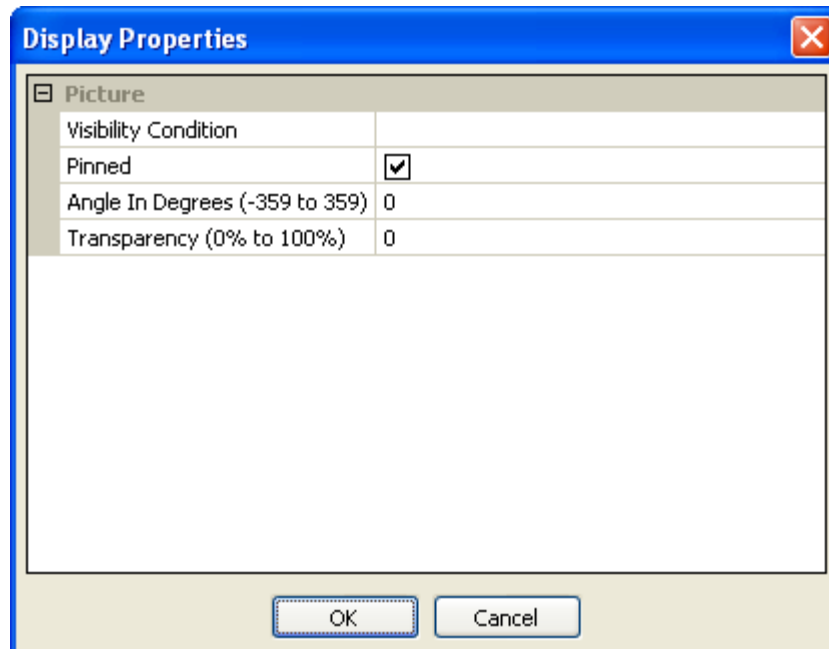 Display Properties
Picture
Visibility Condition
Pinned
Angle In Degrees (-359 to 359) 0
Transparency (0% to 100%) 0
OK Cancel